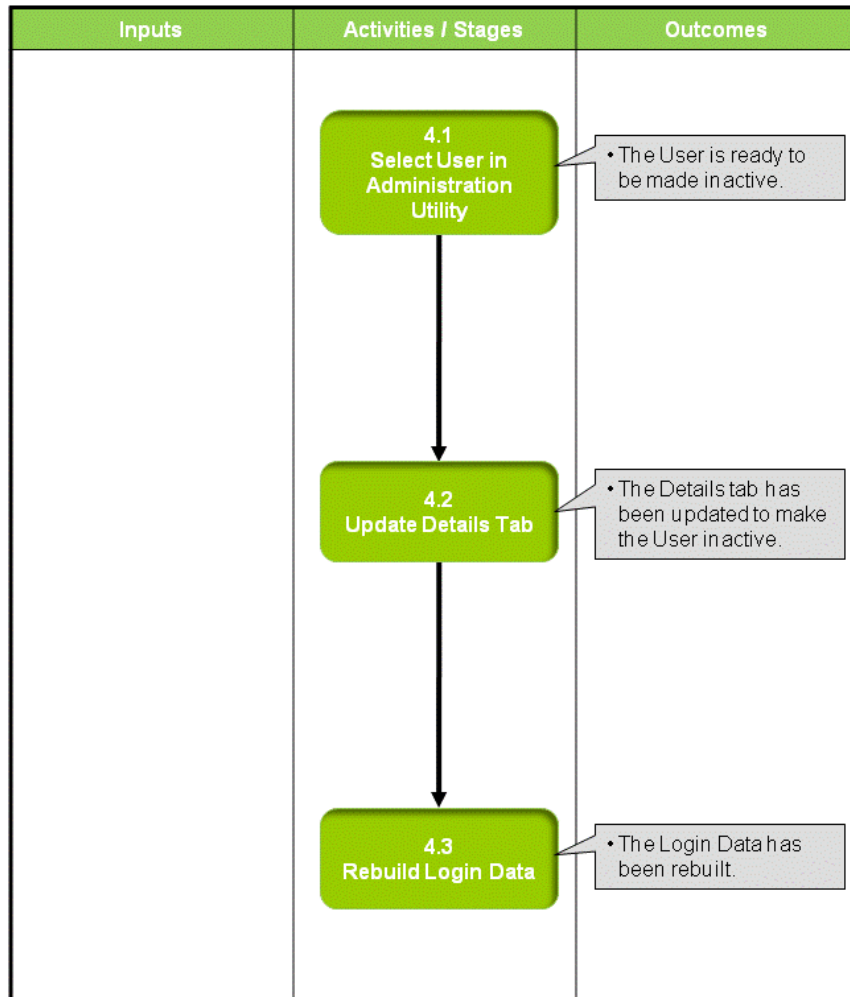 Inputs
Activities / Stages
Outcomes
4.1
Select User in
Administration
Utility
• The User is ready to
be made inactive.
4.2
Update Details Tab
• The Details tab has
been updated to make
the User inactive.
4.3
Rebuild Login Data
• The Login Data has
been rebuilt.